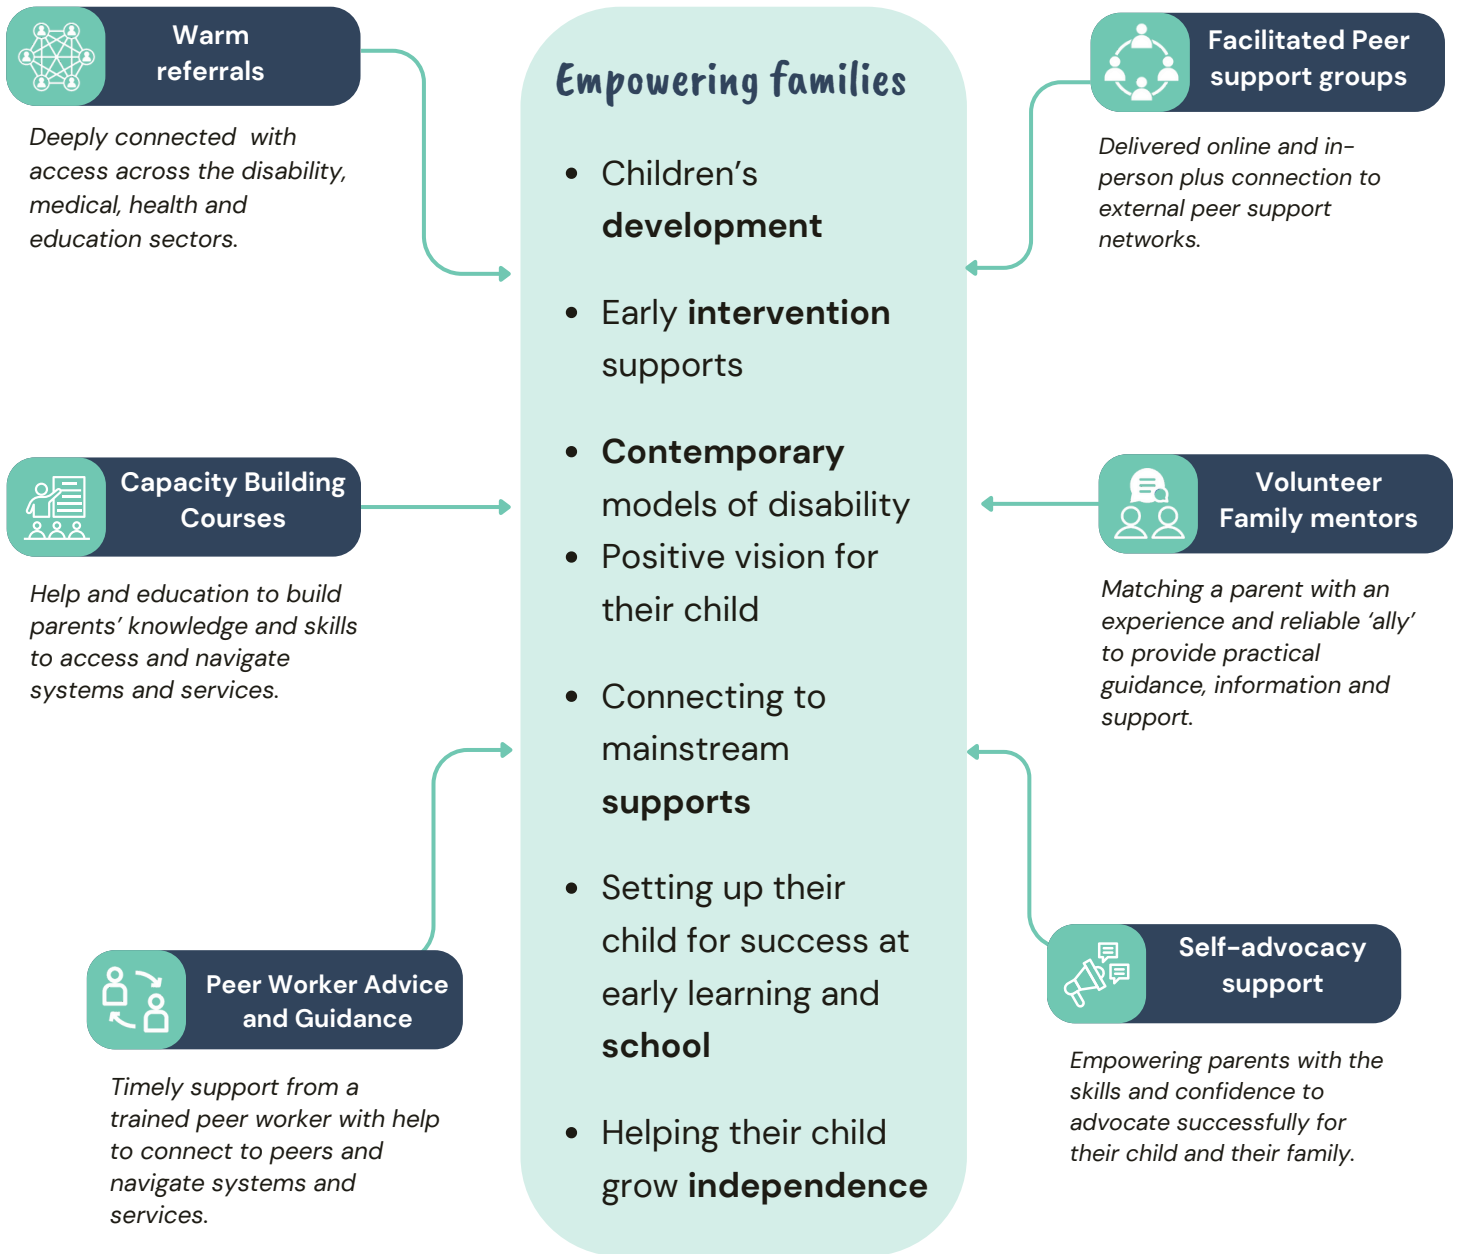 Warm
referrals
Deeply connected with
access across the disability,
medical, health and
education sectors.
Capacity Building
Courses
Help and education to build
parents’ knowledge and skills
to access and navigate
systems and services.
Peer Worker Advice
and Guidance
Timely support from a
trained peer worker with help
to connect to peers and
navigate systems and
services.
Empowering families
• Children’s
development
• Early intervention
supports
• Contemporary
models of disability
• Positive vision for
their child
• Connecting to
mainstream
supports
• Setting up their
child for success at
early learning and
school
• Helping their child
grow independence
Facilitated Peer
support groups
Delivered online and in-
person plus connection to
external peer support
networks.
Volunteer
Family mentors
Matching a parent with an
experience and reliable ‘ally’
to provide practical
guidance, information and
support.
Self-advocacy
support
Empowering parents with the
skills and confidence to
advocate successfully for
their child and their family.